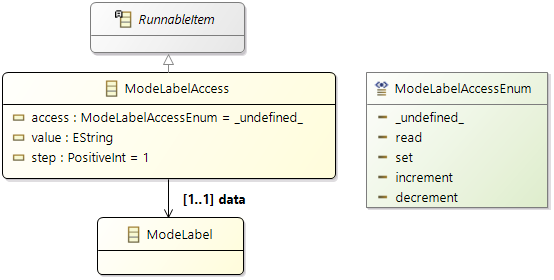 RunnableItem
ModeLabelAccess
access : ModeLabelAccessEnum = _undefined_
value : EString
step : PositiveInt = 1
[1..1] data
ModeLabel
ModeLabelAccessEnum
_undefined_
read
set
increment
decrement